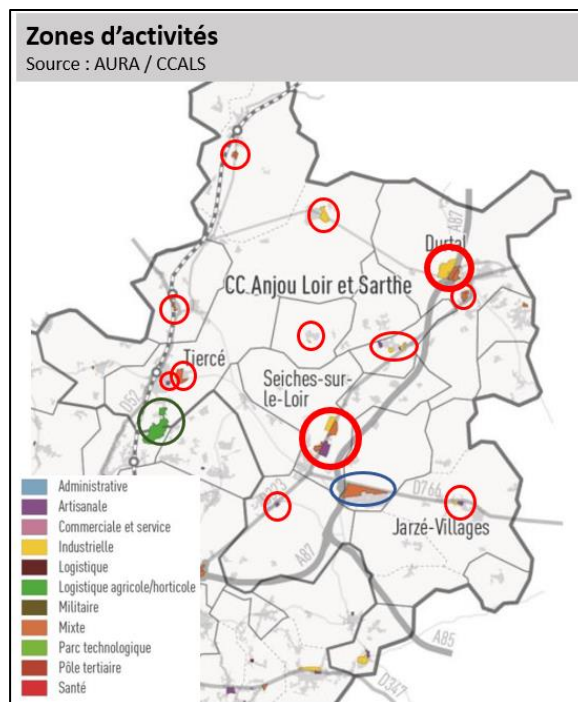 Zones d'activités
Source : AURA / CCALS
A87
Durtal
CC Anjou Loir et Sarthe
Tiercé
Seiches-sur-
le-Loir
D52
D323
D766
Jarzé-Villages
A87
A85
D347
Administrative
Artisanale
Commerciale et service
Industrielle
Logistique
Logistique agricole/horticole
Militaire
Mixte
Parc technologique
Pôle tertiaire
Santé